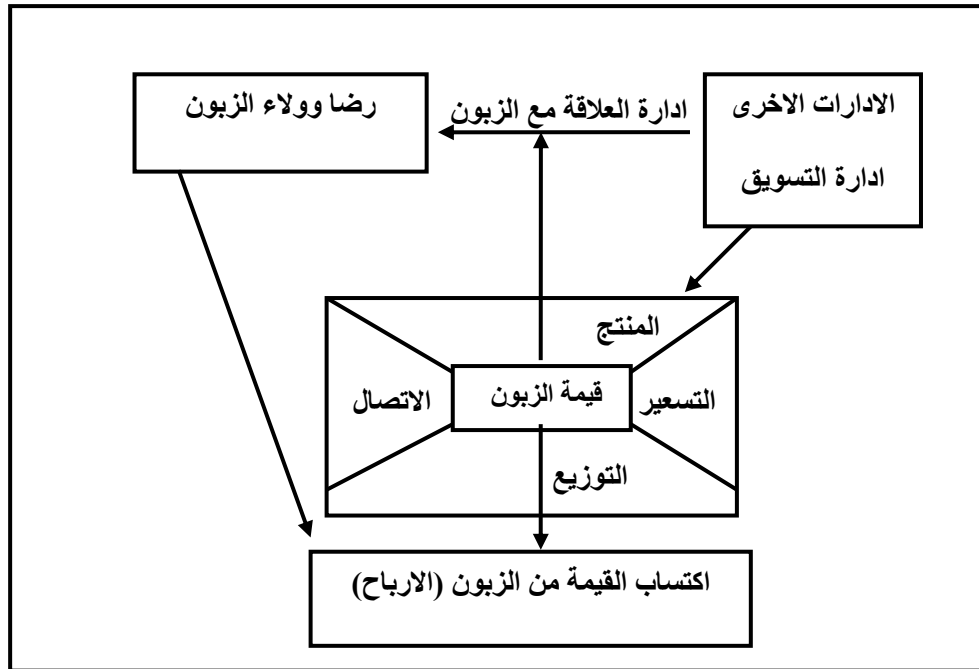 الادارات الاخرى
ادارة التسويق
ادارة العلاقة مع الزبون
رضا وولاء الزبون
المنتج
التسعير
قيمة الزبون
الاتصال
التوزيع
اكتساب القيمة من الزبون (الارباح)